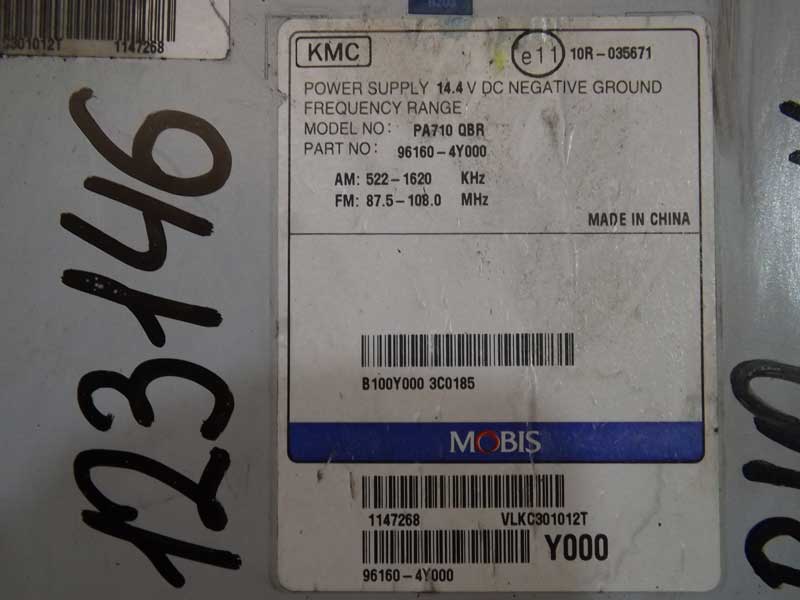 301012T
1147268
123146
KMC
e11 10R-035671
POWER SUPPLY 14.4 V DC NEGATIVE GROUND
FREQUENCY RANGE
MODEL NO: PA710 QBR
PART NO: 96160-4Y000
AM: 522-1620 KHz
FM: 87.5-108.0 MHz
MADE IN CHINA
B100Y000 3C0185
MOBIS
1147268 VLKC301012T
Y000
96160-4Y000